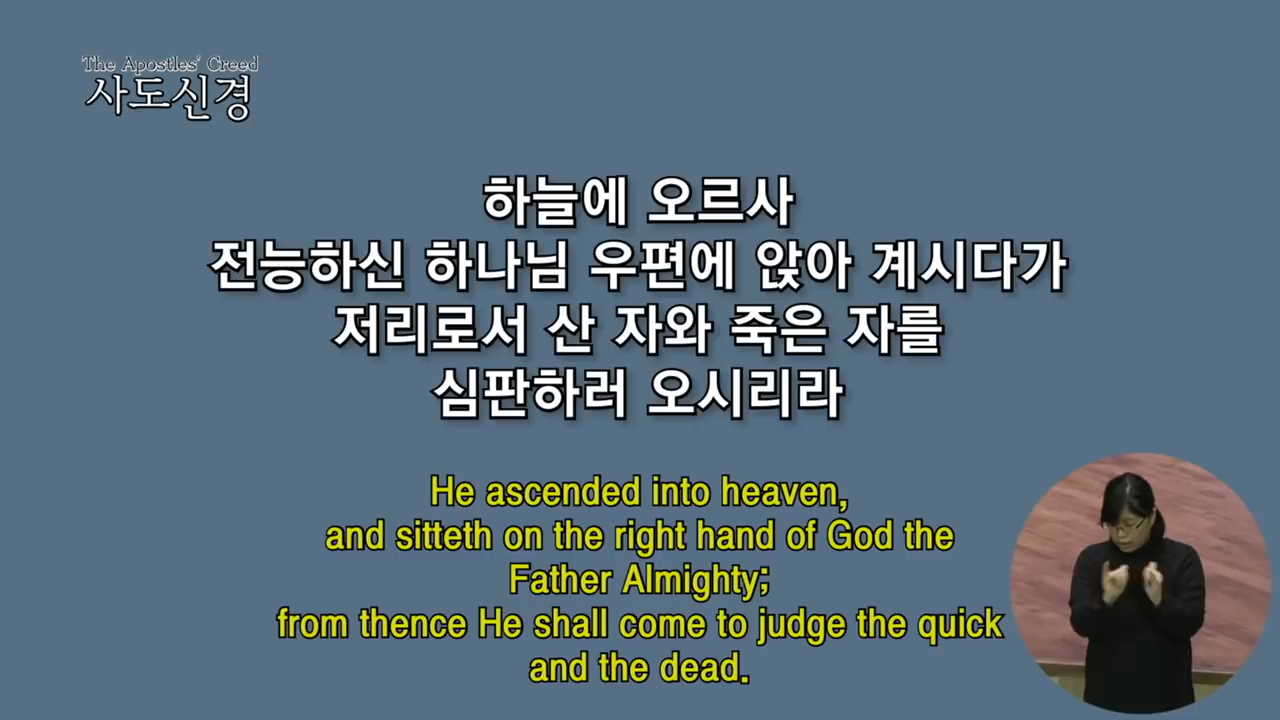 The Apostles' Creed
사도신경
하늘에 오르사
전능하신 하나님 우편에 앉아 계시다가
저리로서 산 자와 죽은 자를
심판하러 오시리라
He ascended into heaven,
and sitteth on the right hand of God the
Father Almighty;
from thence He shall come to judge the quick
and the dead.